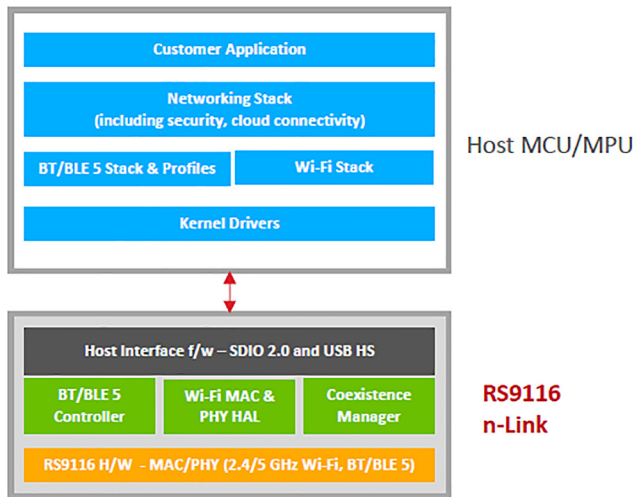 Customer Application
Networking Stack
(including security, cloud connectivity)
BT/BLE 5 Stack & Profiles
Wi-Fi Stack
Kernel Drivers
Host MCU/MPU
Host Interface f/w – SDIO 2.0 and USB HS
BT/BLE 5
Controller
Wi-Fi MAC &
PHY HAL
Coexistence
Manager
RS9116 H/W - MAC/PHY (2.4/5 GHz Wi-Fi, BT/BLE 5)
RS9116
n-Link